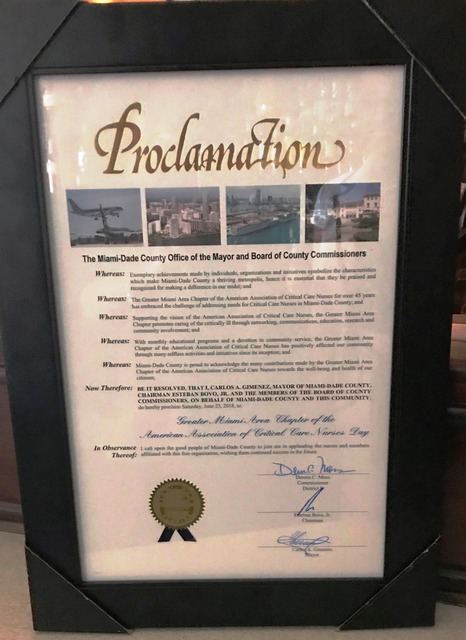 Proclamation
The Miami-Dade County Office of the Mayor and Board of County Commissioners
Whereas: Exemplary achievements made by individuals, organizations and initiatives symbolize the characteristics
which make Miami-Dade County a thriving metropolis, hence it is essential that they be praised and
recognized for making a difference in our midst; and
Whereas: The Greater Miami Area Chapter of the American Association of Critical Care Nurses for over 45 years
has embraced the challenge of addressing needs for Critical Care Nurses in Miami-Dade County; and
Whereas: Supporting the vision of the American Association of Critical Care Nurses, the Greater Miami Area
Chapter promotes caring of the critically ill through networking, communications, education, research and
community involvement; and
Whereas: With monthly educational programs and a devotion to community service, the Greater Miami Area
Chapter of the American Association of Critical Care Nurses has positively affected our community
through many selfless activities and initiatives since its inception; and
Whereas: Miami-Dade County is proud to acknowledge the many contributions made by the Greater Miami Area
Chapter of the American Association of Critical Care Nurses towards the well-being and health of our
citizens;
Now Therefore: BE IT RESOLVED, THAT I, CARLOS A. GIMENEZ, MAYOR OF MIAMI-DADE COUNTY,
CHAIRMAN ESTEBAN BOVO, JR, AND THE MEMBERS OF THE BOARD OF COUNTY
COMMISSIONERS, ON BEHALF OF MIAMI-DADE COUNTY AND THIS COMMUNITY,
do hereby proclaim Saturday, June 23, 2018, as
Greater Miami Area Chapter of the
American Association of Critical Care Nurses Day
In Observance I call upon the good people of Miami-Dade County to join me in applauding the nurses and members
Thereof: affiliated with this fine organization, wishing them continued success in the future.
Dennis C. Moss
Commissioner
District
Esteban Bovo, Jr.
Chairman
Carlos A. Gimenez
Mayor